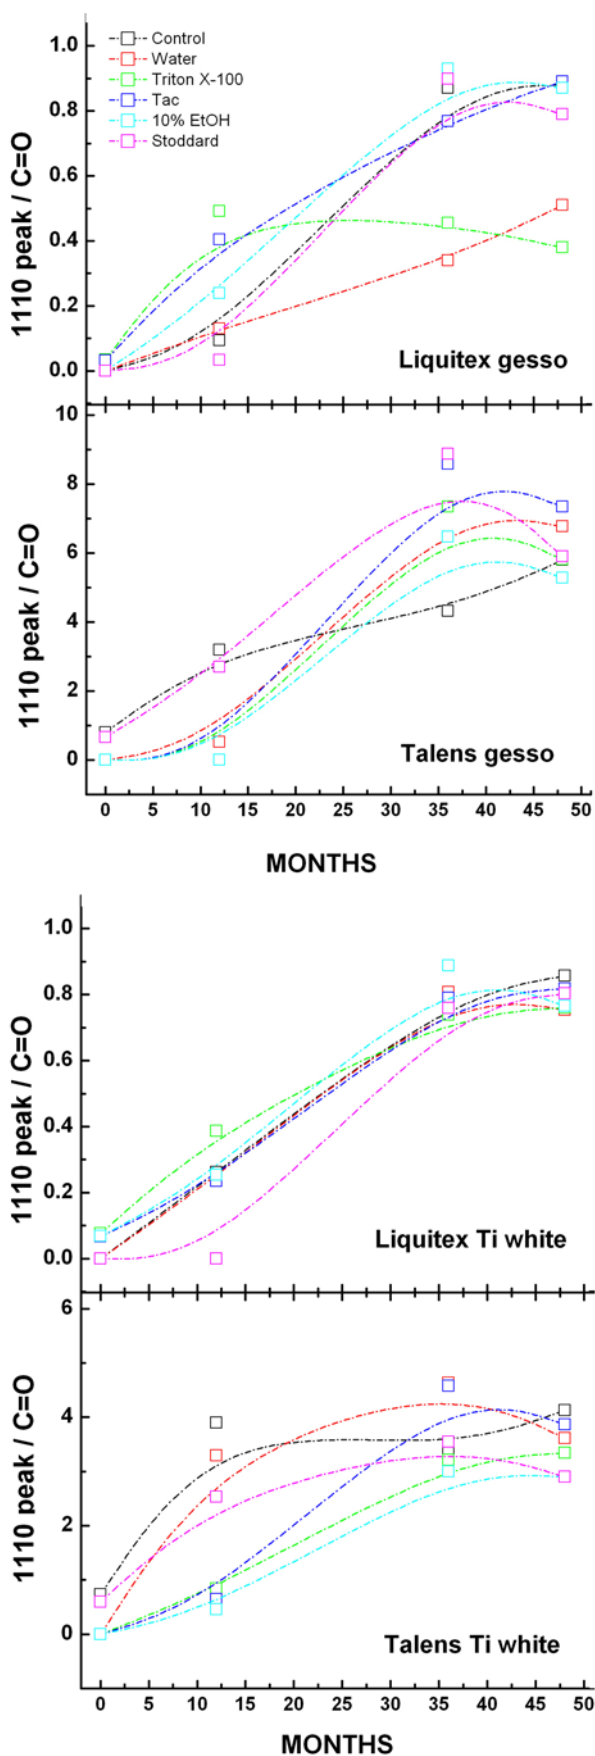 1110 peak / C=O
1.0
0.8
0.6
0.4
0.2
0.0
Control
Water
Triton X-100
Tac
10% EtOH
Stoddard
Liquitex gesso
1110 peak / C=O
10
8
6
4
2
0
Talens gesso
0 5 10 15 20 25 30 35 40 45 50
MONTHS
1110 peak / C=O
1.0
0.8
0.6
0.4
0.2
0.0
Liquitex Ti white
1110 peak / C=O
6
4
2
0
Talens Ti white
0 5 10 15 20 25 30 35 40 45 50
MONTHS